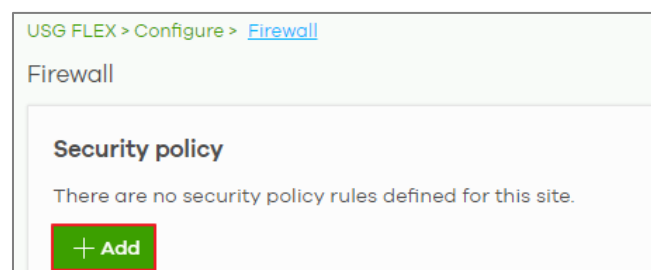 USG FLEX > Configure > Firewall
Firewall
Security policy
There are no security policy rules defined for this site.
+ Add